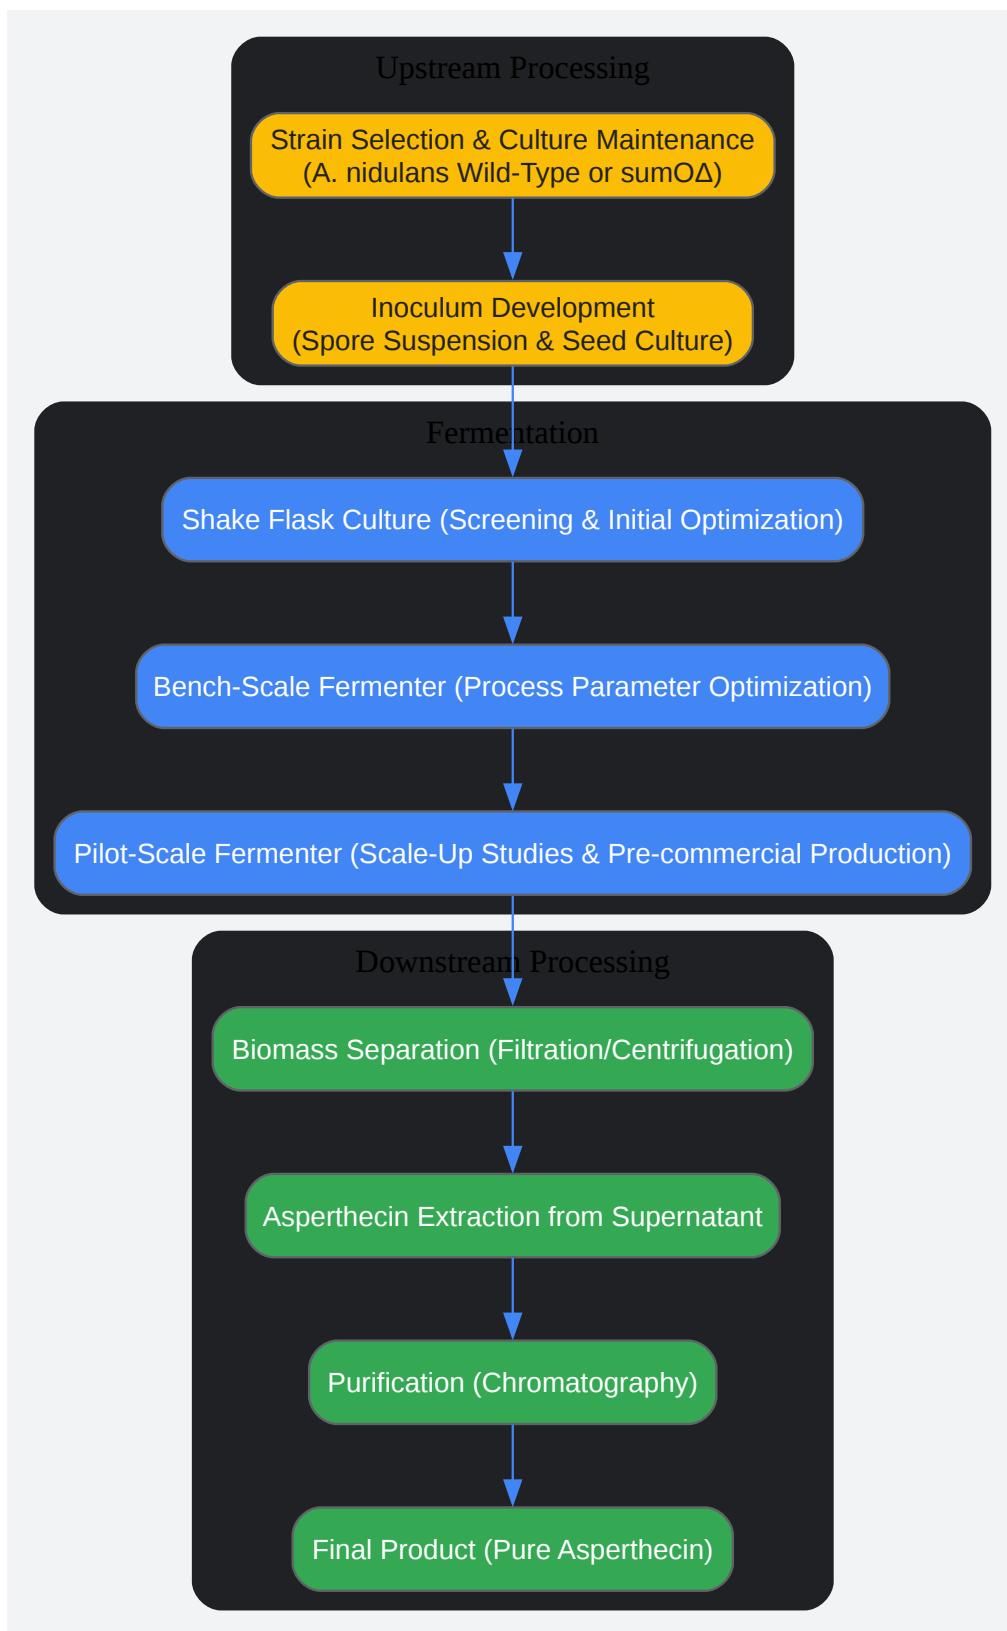 Upstream Processing
Strain Selection & Culture Maintenance
(A. nidulans Wild-Type or sumOΔ)
Inoculum Development
(Spore Suspension & Seed Culture)
Fermentation
Shake Flask Culture (Screening & Initial Optimization)
Bench-Scale Fermenter (Process Parameter Optimization)
Pilot-Scale Fermenter (Scale-Up Studies & Pre-commercial Production)
Downstream Processing
Biomass Separation (Filtration/Centrifugation)
Asperthecin Extraction from Supernatant
Purification (Chromatography)
Final Product (Pure Asperthecin)